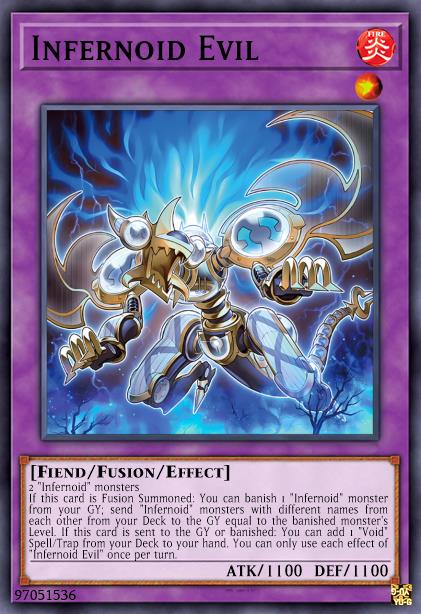 Infernoid Evil
FIRE
炎
[Fiend/Fusion/Effect]
2 "Infernoid" monsters
If this card is Fusion Summoned: You can banish 1 "Infernoid" monster
from your GY; send "Infernoid" monsters with different names from
each other from your Deck to the GY equal to the banished monster's
Level. If this card is sent to the GY or banished: You can add 1 "Void"
Spell/Trap from your Deck to your hand. You can only use each effect of
"Infernoid Evil" once per turn.
ATK/1100 DEF/1100
97051536